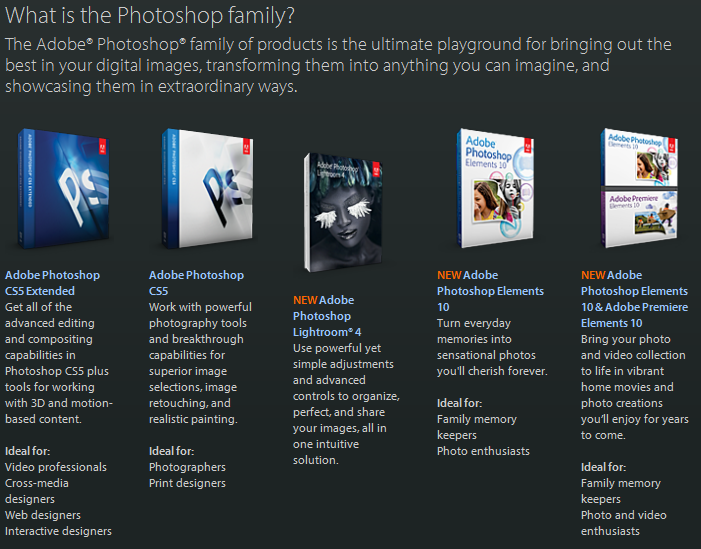 What is the Photoshop family?
The Adobe® Photoshop® family of products is the ultimate playground for bringing out the
best in your digital images, transforming them into anything you can imagine, and
showcasing them in extraordinary ways.
ADOBE PHOTOSHOP CS5 EXTENDED
PS
ADOBE PHOTOSHOP CS5
PS
Adobe Photoshop
Lightroom 4
Adobe
Photoshop
Elements 10
Adobe Photoshop
Elements 10
Adobe Premiere
Elements 10
Adobe Photoshop
CS5 Extended
Get all of the
advanced editing
and compositing
capabilities in
Photoshop CS5 plus
tools for working
with 3D and motion-
based content.
Ideal for:
Video professionals
Cross-media
designers
Web designers
Interactive designers
Adobe Photoshop
CS5
Work with powerful
photography tools
and breakthrough
capabilities for
superior image
selections, image
retouching, and
realistic painting.
Ideal for:
Photographers
Print designers
NEW Adobe
Photoshop
Lightroom® 4
Use powerful yet
simple adjustments
and advanced
controls to organize,
perfect, and share
your images, all in
one intuitive
solution.
NEW Adobe
Photoshop Elements
10
Turn everyday
memories into
sensational photos
you'll cherish forever.
Ideal for:
Family memory
keepers
Photo enthusiasts
NEW Adobe
Photoshop Elements
10 & Adobe Premiere
Elements 10
Bring your photo
and video collection
to life in vibrant
home movies and
photo creations
you'll enjoy for years
to come.
Ideal for:
Family memory
keepers
Photo and video
enthusiasts